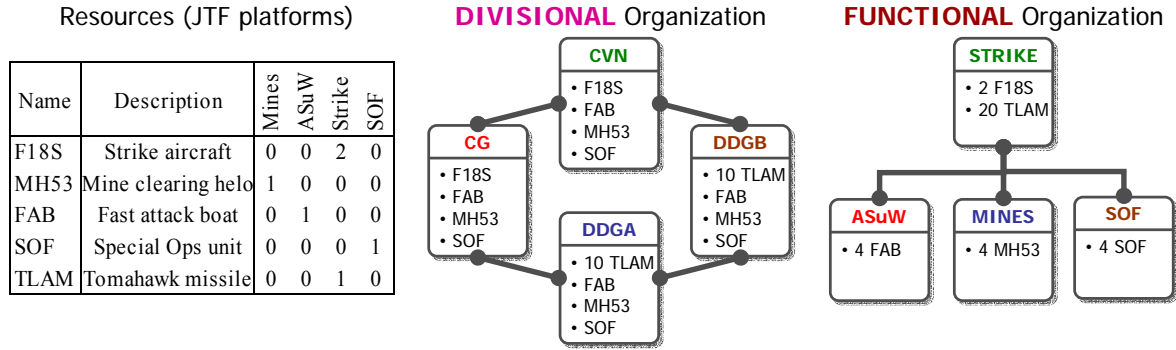 Resources (JTF platforms)
Name Description Mines ASuW Strike SOF
F18S Strike aircraft 0 0 2 0
MH53 Mine clearing helo 1 0 0 0
FAB Fast attack boat 0 1 0 0
SOF Special Ops unit 0 0 0 1
TLAM Tomahawk missile 0 0 1 0
DIVISIONAL Organization
CVN
• F18S
• FAB
• MH53
• SOF
CG
• F18S
• FAB
• MH53
• SOF
DDGB
• 10 TLAM
• FAB
• MH53
• SOF
DDGA
• 10 TLAM
• FAB
• MH53
• SOF
FUNCTIONAL Organization
STRIKE
• 2 F18S
• 20 TLAM
ASuW
• 4 FAB
MINES
• 4 MH53
SOF
• 4 SOF